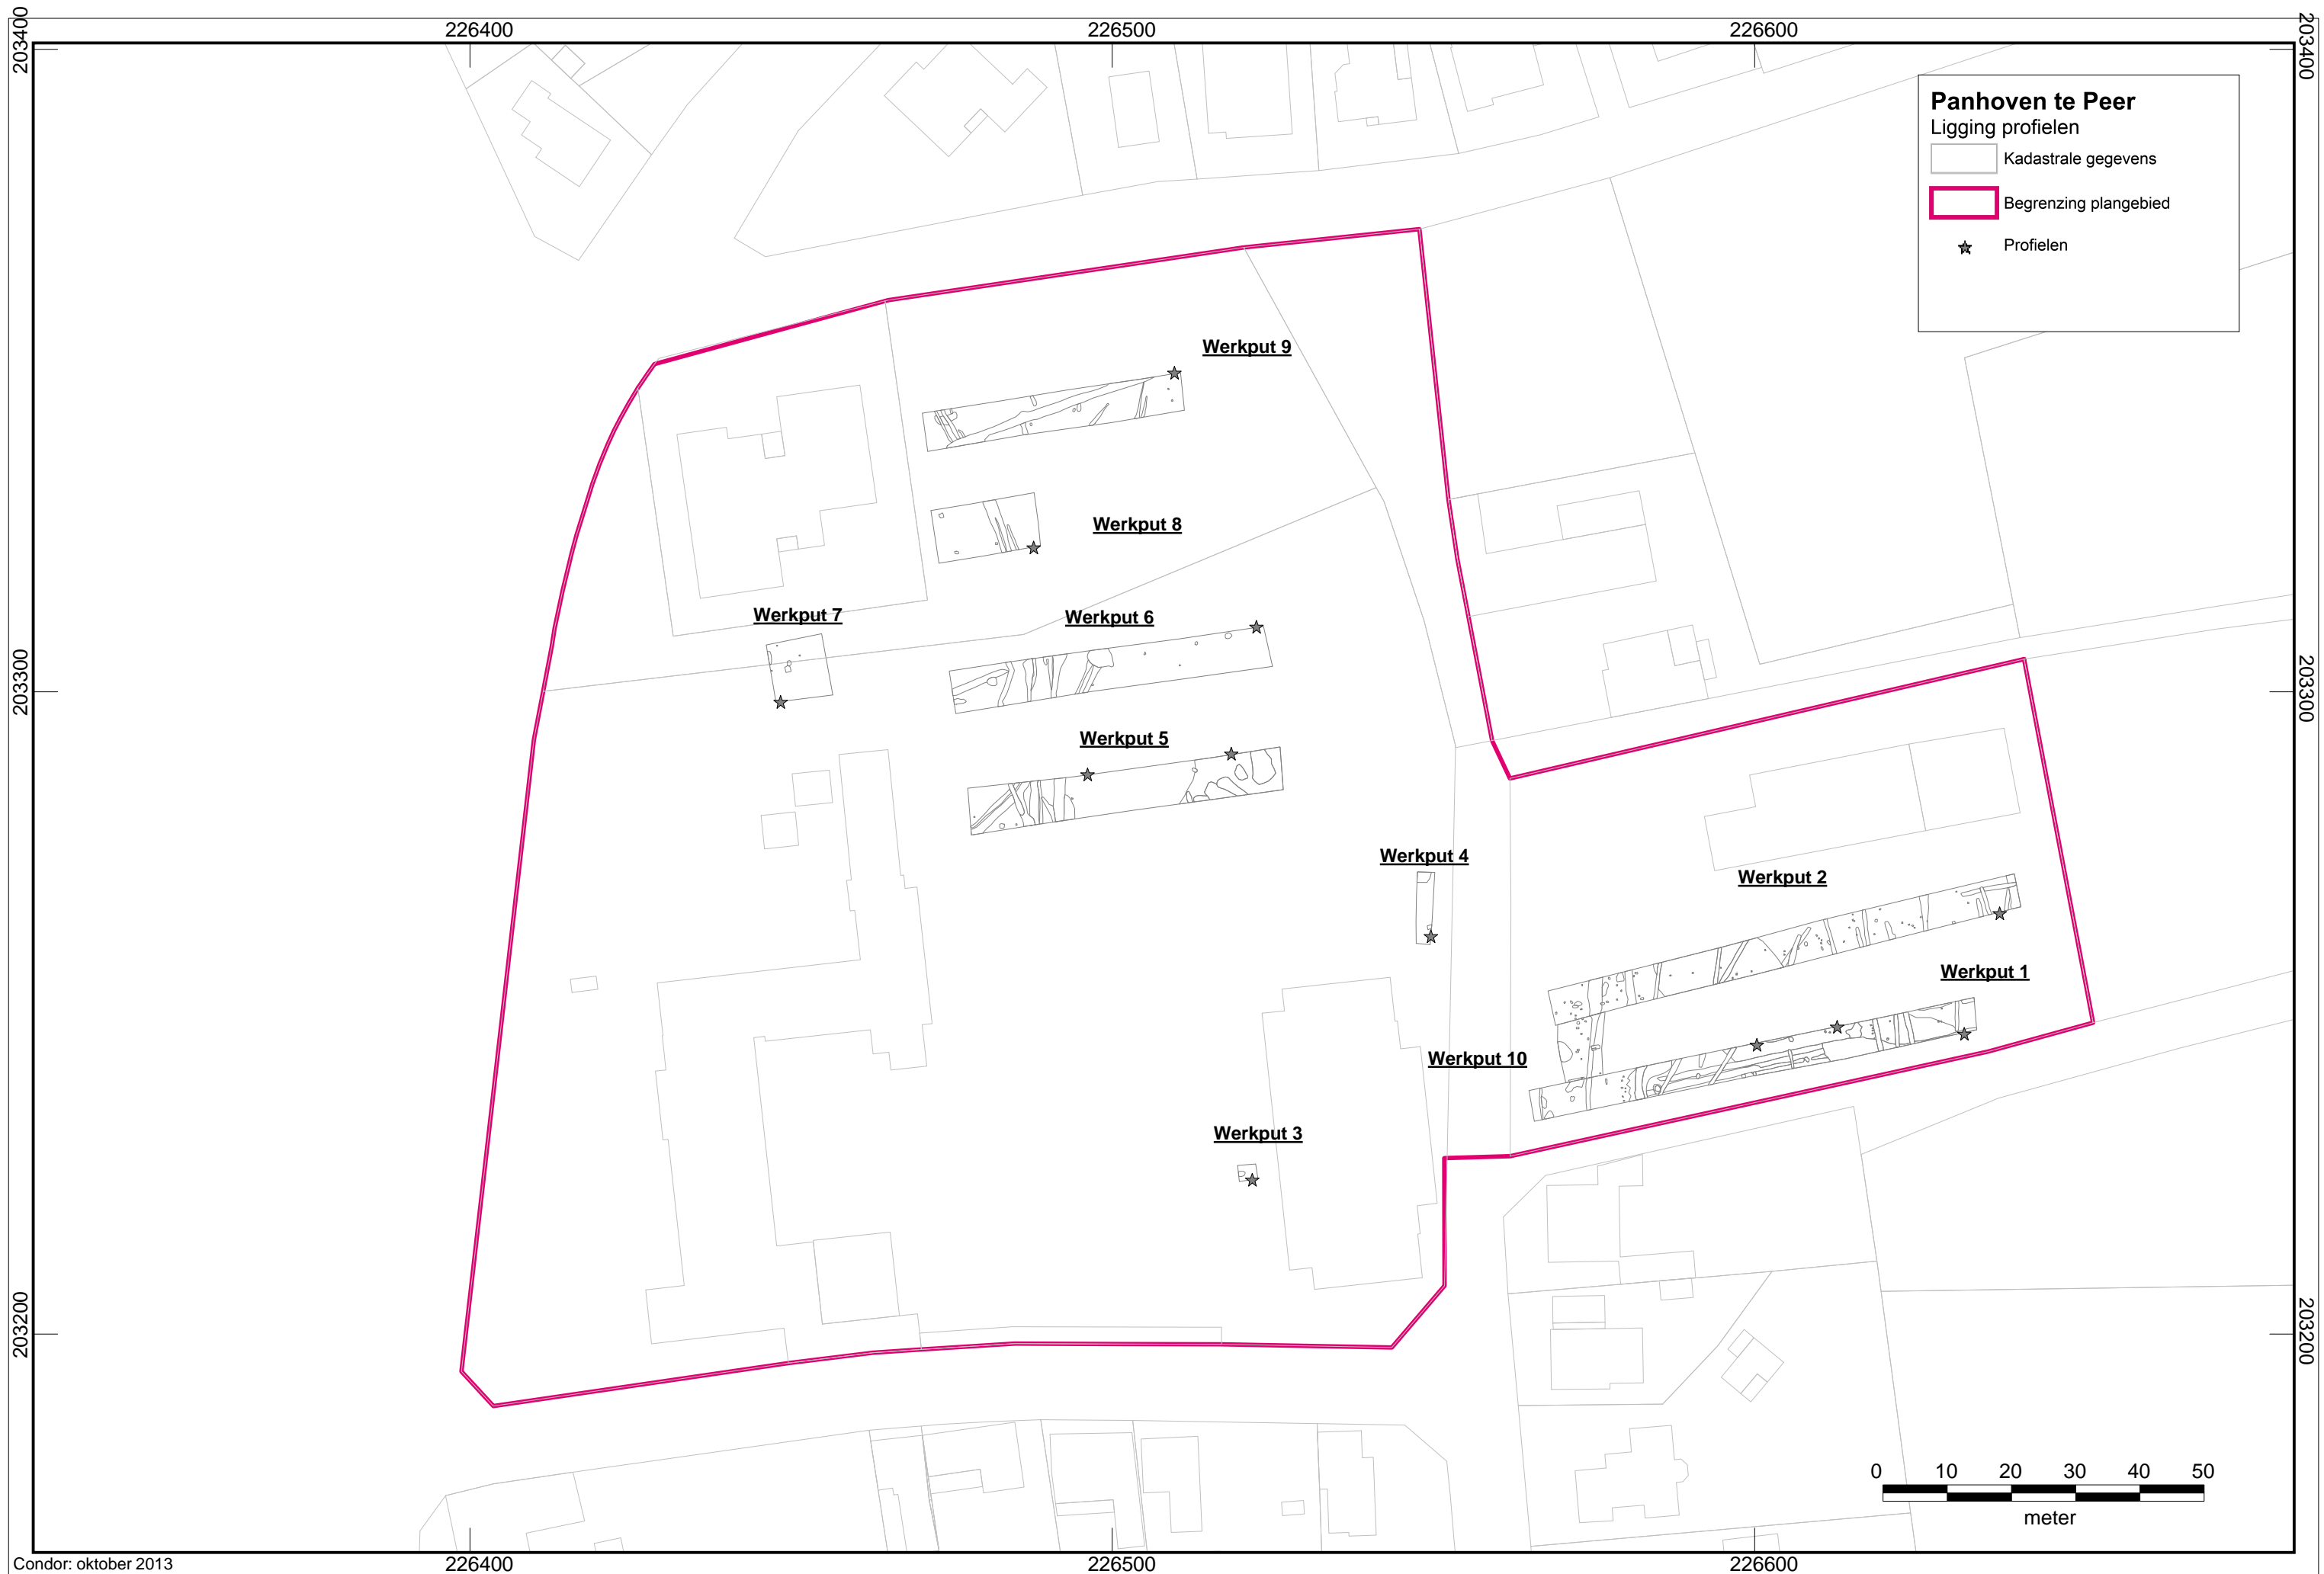 226400
226500
226600
203400
203400
Panhoven te Peer
Ligging profielen
Kadastrale gegevens
Begrenzing plangebied
Profielen
Werkput 9
Werkput 8
Werkput 7
Werkput 6
203300
203300
Werkput 5
Werkput 4
Werkput 2
Werkput 1
Werkput 10
Werkput 3
203200
203200
0 10 20 30 40 50
meter
Condor: oktober 2013
226400
226500
226600